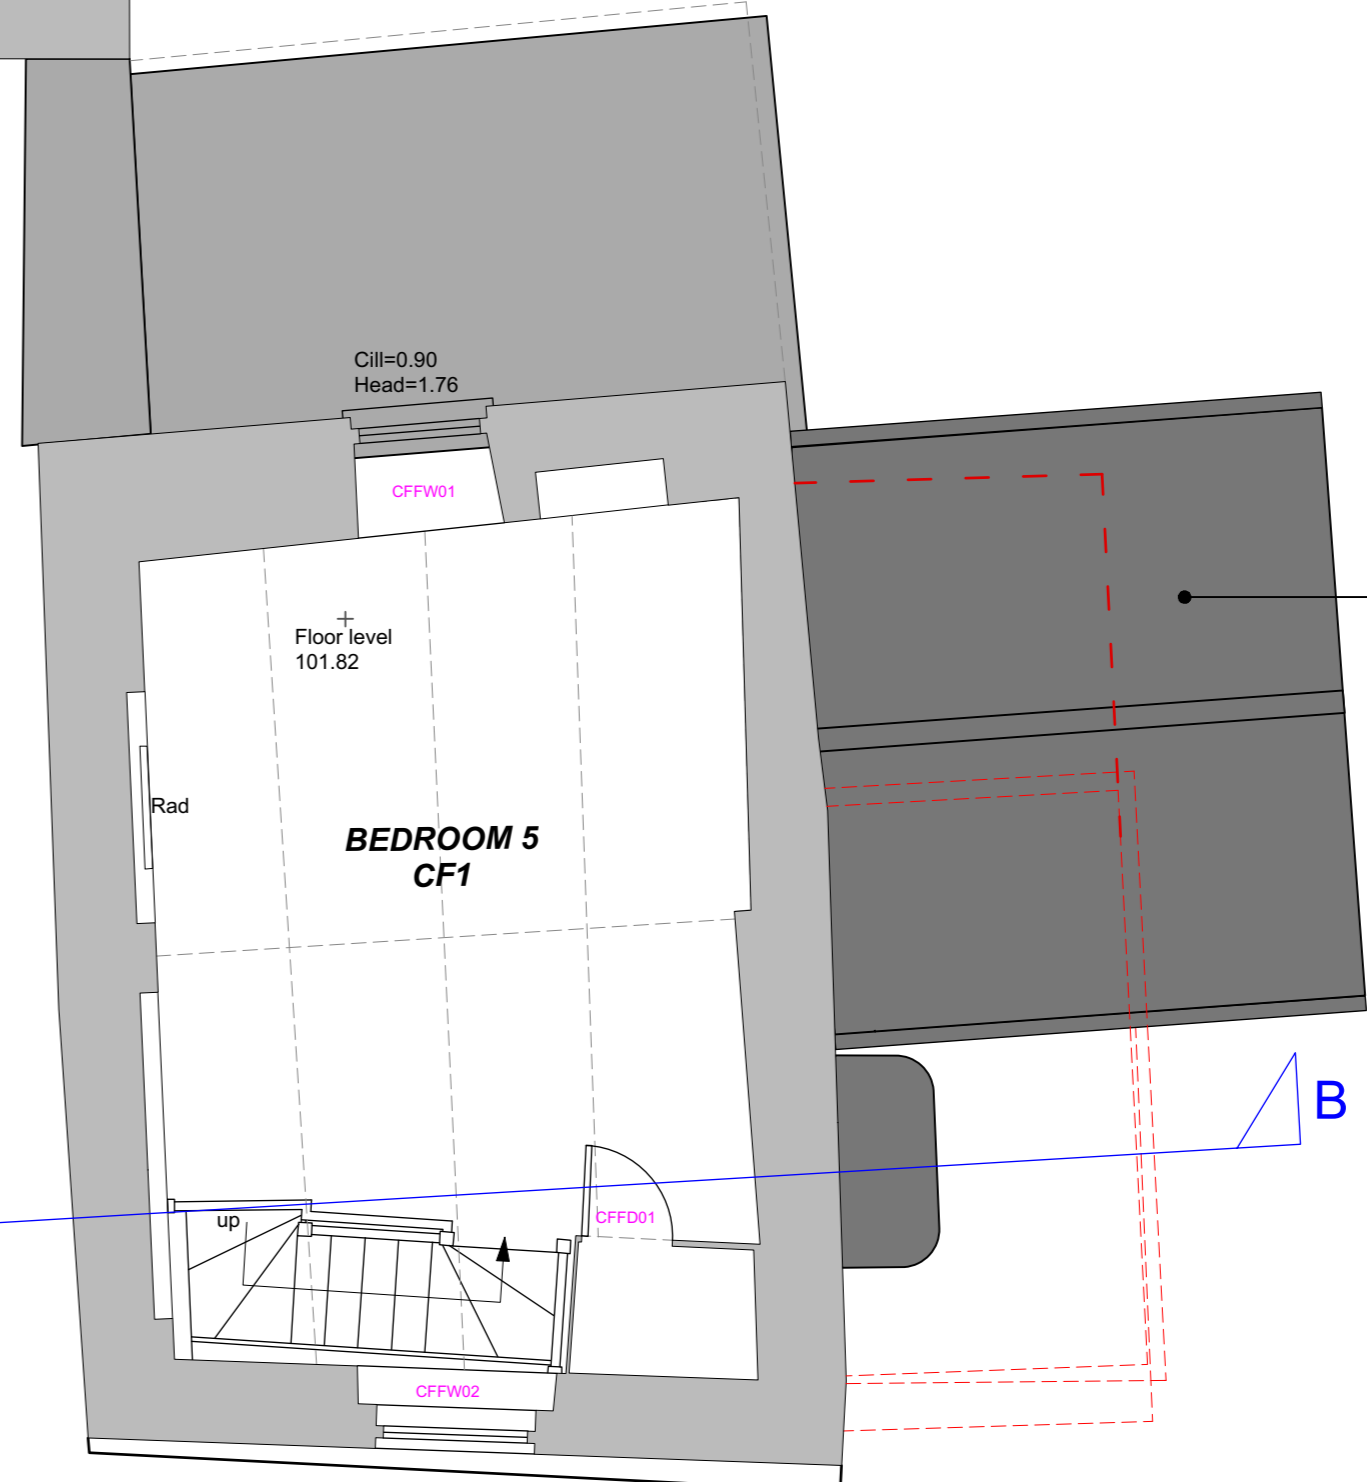 Cill=0.90
Head=1.76
CFFW01
Floor level
101.82
Rad
BEDROOM 5
CF1
B
up
CFFD01
CFFW02